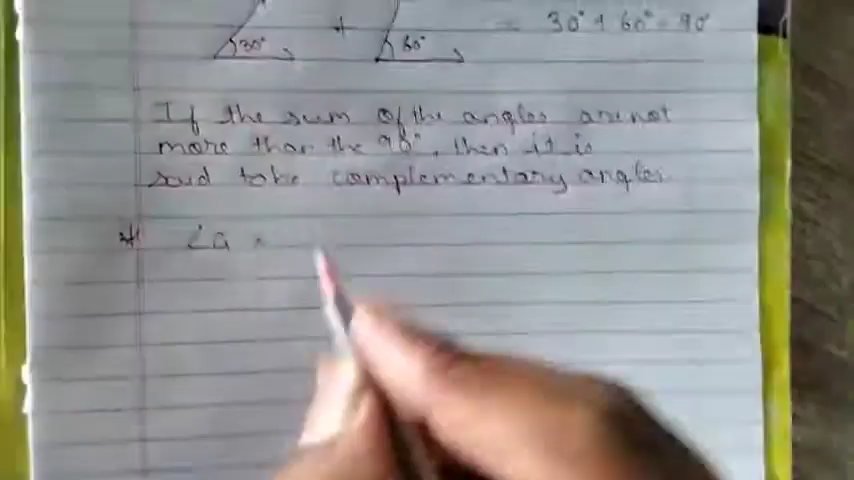 30° + 60° = 30° + 60° = 90°
If the sum of the angles are not
more than the 90°, then it is
said to be complementary angles
* ∠a =